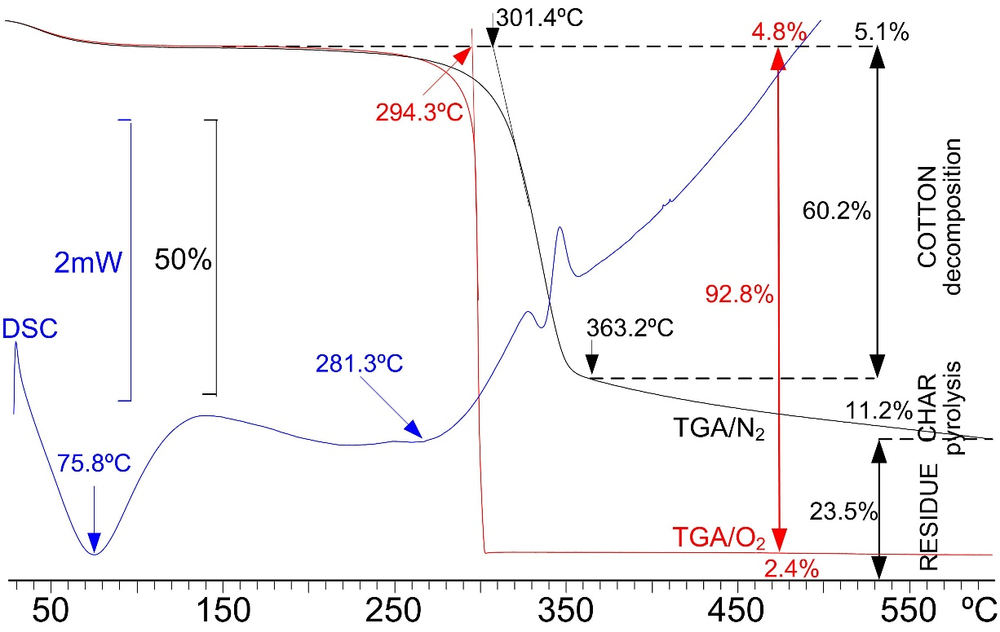 301.4ºC
4.8%
5.1%
294.3ºC
COTTON
decomposition
60.2%
2mW
50%
92.8%
DSC
363.2ºC
281.3ºC
CHAR
pyrolysis
11.2%
TGA/N₂
75.8ºC
RESIDUE
23.5%
TGA/O₂
2.4%
50 150 250 350 450 550 ºC